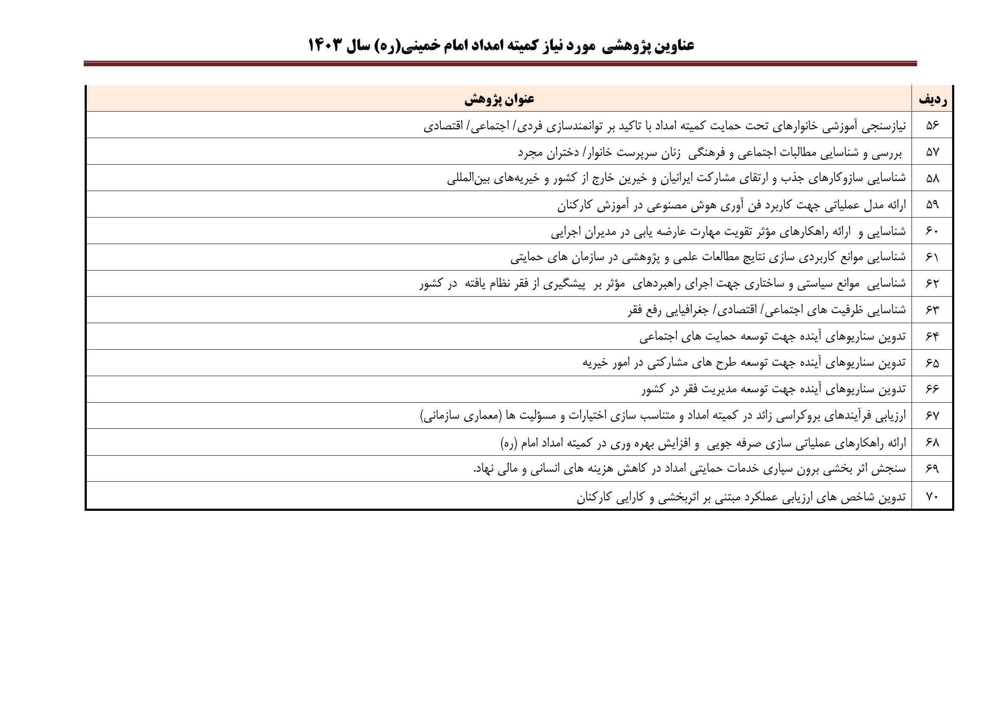 عناوین پژوهشی مورد نیاز کمیته امداد امام خمینی(ره) سال ۱۴۰۳
ردیف عنوان پژوهش
۵۶ نیازسنجی آموزشی خانوارهای تحت حمایت کمیته امداد با تاکید بر توانمندسازی فردی/ اجتماعی/ اقتصادی
۵۷ بررسی و شناسایی مطالبات اجتماعی و فرهنگی زنان سرپرست خانوار/ دختران مجرد
۵۸ شناسایی سازوکارهای جذب و ارتقای مشارکت ایرانیان و خیرین خارج از کشور و خیریه‌های بین‌المللی
۵۹ ارائه مدل عملیاتی جهت کاربرد فن آوری هوش مصنوعی در آموزش کارکنان
۶۰ شناسایی و ارائه راهکارهای مؤثر تقویت مهارت عارضه یابی در مدیران اجرایی
۶۱ شناسایی موانع کاربردی سازی نتایج مطالعات علمی و پژوهشی در سازمان های حمایتی
۶۲ شناسایی موانع سیاستی و ساختاری جهت اجرای راهبردهای مؤثر بر پیشگیری از فقر نظام یافته در کشور
۶۳ شناسایی ظرفیت های اجتماعی/ اقتصادی/ جغرافیایی رفع فقر
۶۴ تدوین سناریوهای آینده جهت توسعه حمایت های اجتماعی
۶۵ تدوین سناریوهای آینده جهت توسعه طرح های مشارکتی در امور خیریه
۶۶ تدوین سناریوهای آینده جهت توسعه مدیریت فقر در کشور
۶۷ ارزیابی فرآیندهای بروکراسی زائد در کمیته امداد و متناسب سازی اختیارات و مسؤلیت ها (معماری سازمانی)
۶۸ ارائه راهکارهای عملیاتی سازی صرفه جویی و افزایش بهره وری در کمیته امداد امام (ره)
۶۹ سنجش اثر بخشی برون سپاری خدمات حمایتی امداد در کاهش هزینه های انسانی و مالی نهاد.
۷۰ تدوین شاخص های ارزیابی عملکرد مبتنی بر اثربخشی و کارایی کارکنان